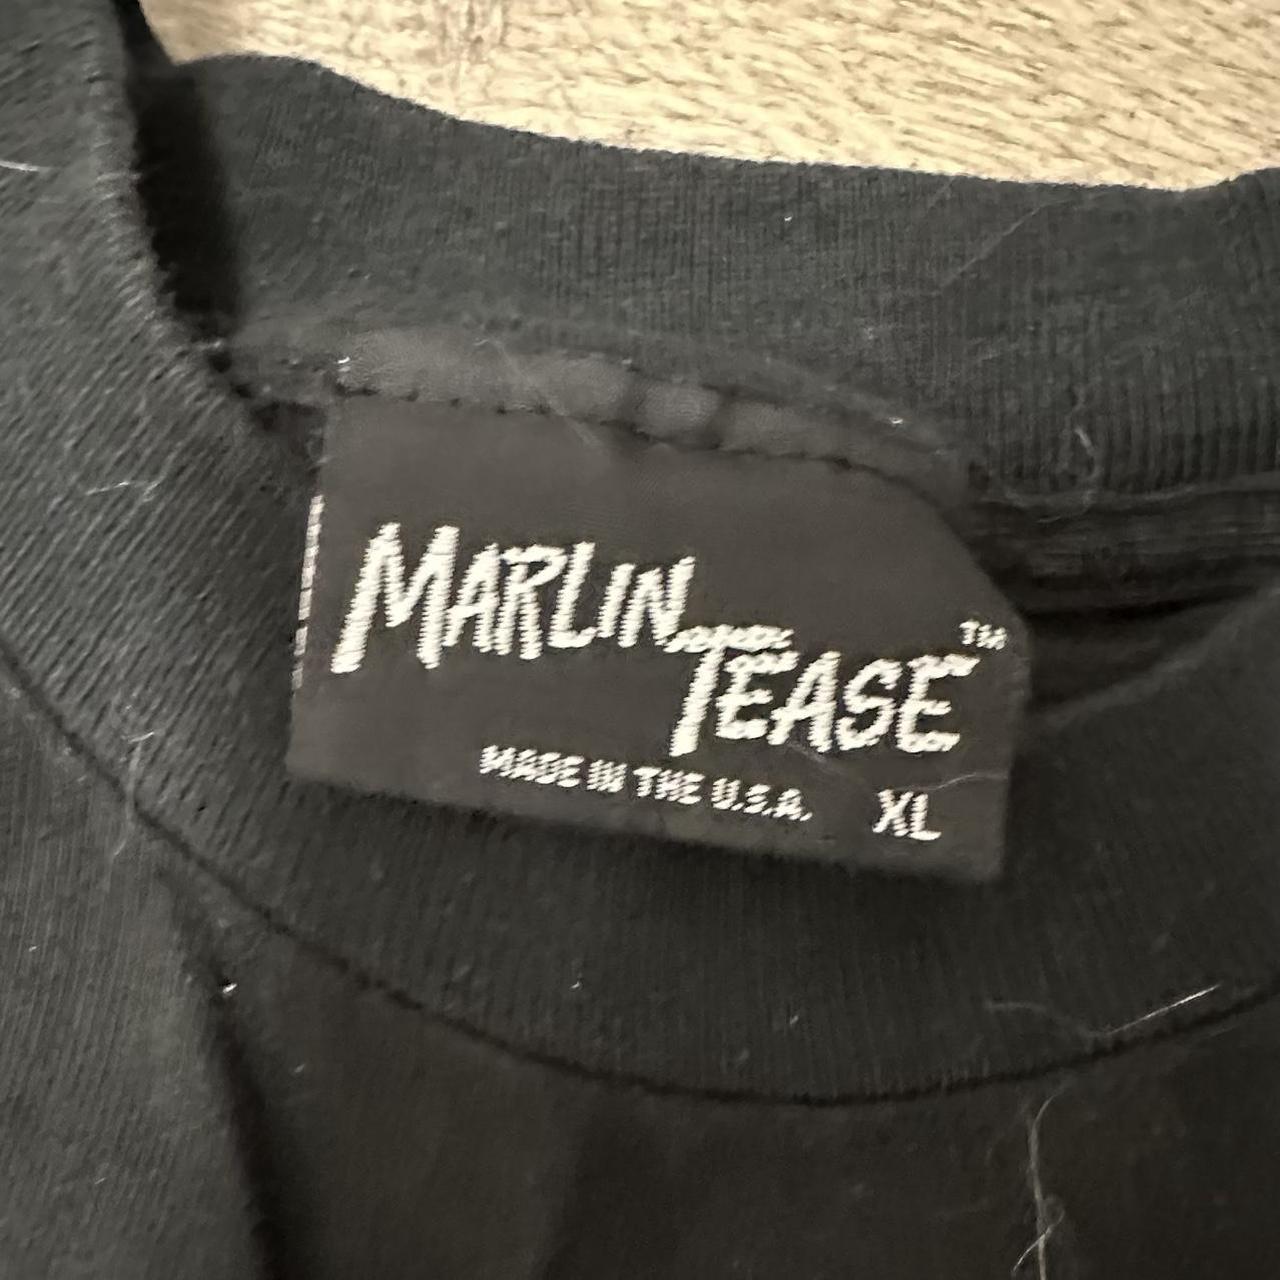 MARLIN
TEASE™
MADE IN THE U.S.A. XL